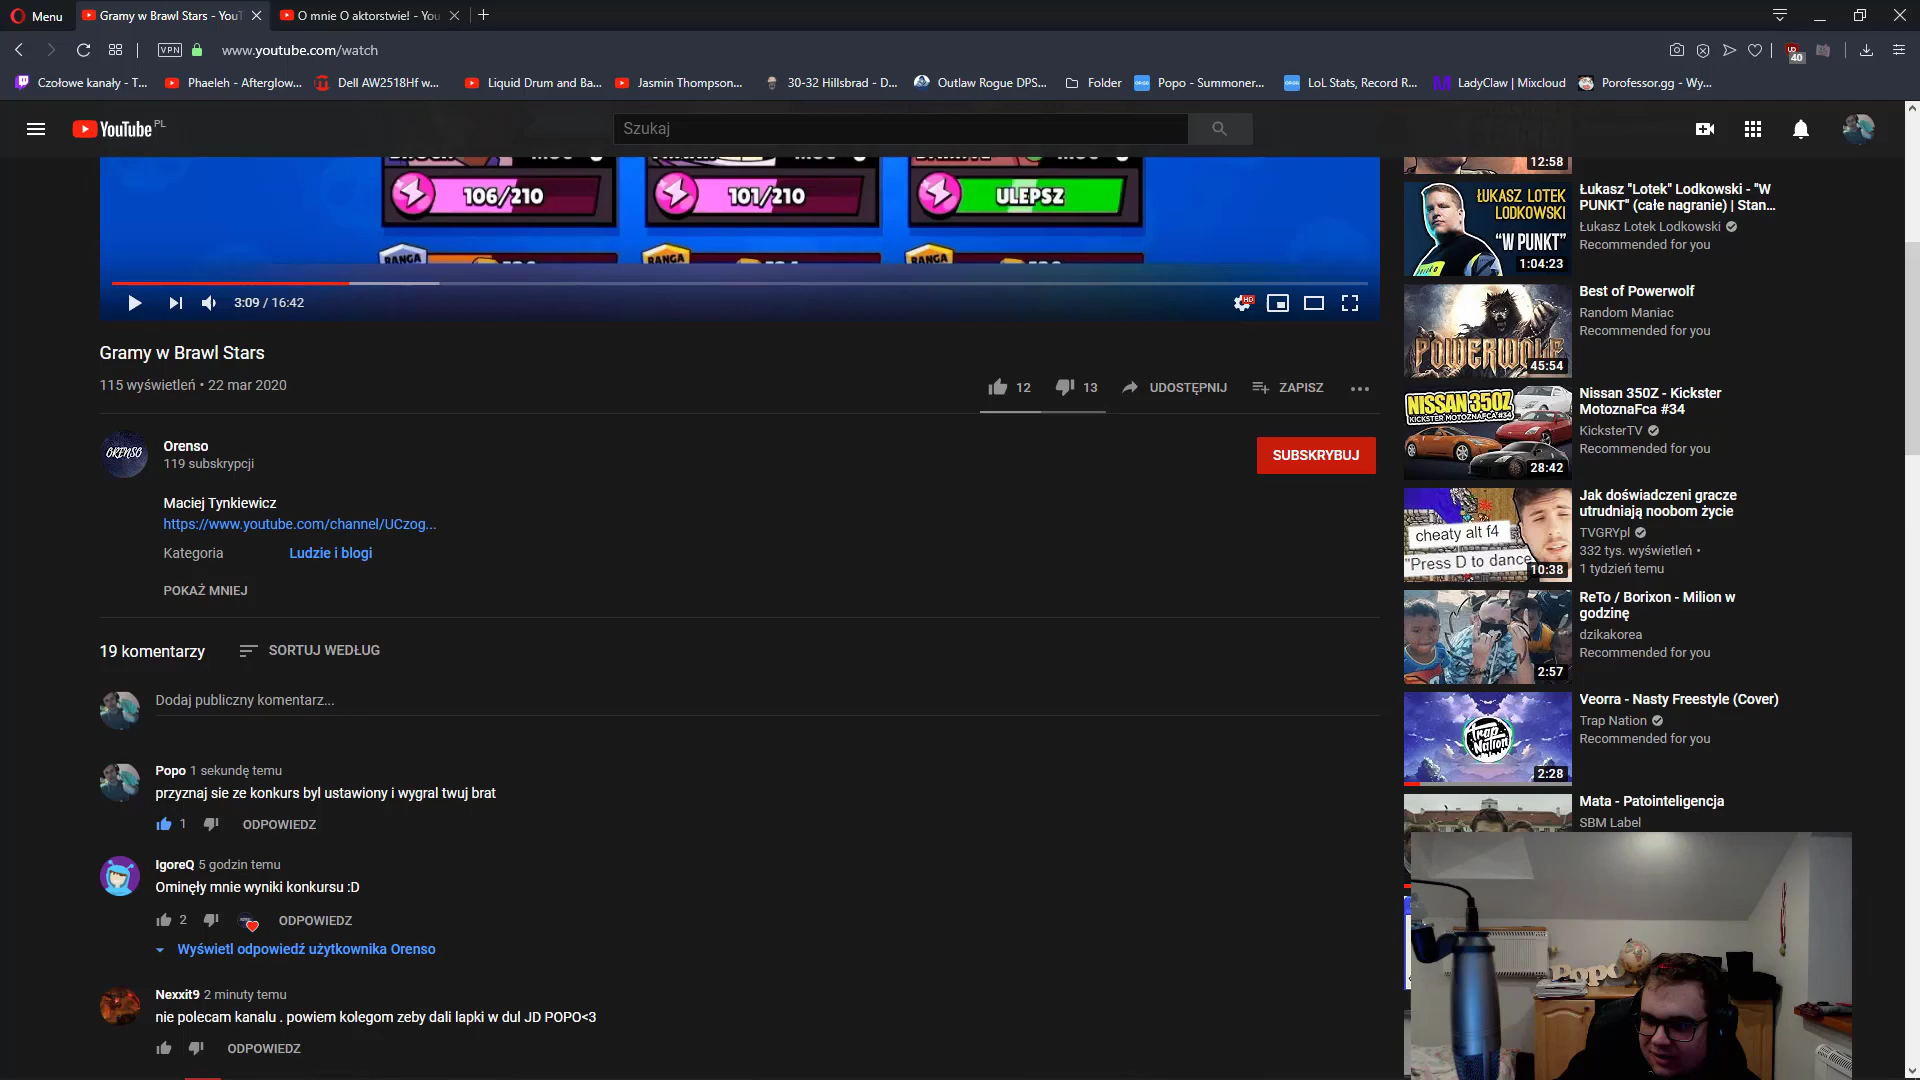 Menu
Gramy w Brawl Stars - YouT
O mnie O aktorstwie! - You
VPN
www.youtube.com/watch
40
Czołowe kanały - T...
Phaeleh - Afterglow...
Dell AW2518Hf w...
Liquid Drum and Ba...
Jasmin Thompson...
30-32 Hillsbrad - D...
Outlaw Rogue DPS...
Folder
Popo - Summoner...
LoL Stats, Record R...
LadyClaw | Mixcloud
Porofessor.gg - Wy...
YouTube PL
Szukaj
106/210
101/210
ULEPSZ
RANGA
RANGA
RANGA
3:09 / 16:42
HD
Gramy w Brawl Stars
115 wyświetleń • 22 mar 2020
12
13
UDOSTĘPNIJ
ZAPISZ
ORENSO
Orenso
119 subskrypcji
SUBSKRYBUJ
Maciej Tynkiewicz
https://www.youtube.com/channel/UCzog...
Kategoria
Ludzie i blogi
POKAŻ MNIEJ
19 komentarzy
SORTUJ WEDŁUG
Dodaj publiczny komentarz...
Popo 1 sekundę temu
przyznaj sie ze konkurs byl ustawiony i wygral twuj brat
1
ODPOWIEDZ
IgoreQ 5 godzin temu
Ominęły mnie wyniki konkursu :D
2
ODPOWIEDZ
Wyświetl odpowiedź użytkownika Orenso
Nexxit9 2 minuty temu
nie polecam kanalu . powiem kolegom zeby dali lapki w dul JD POPO<3
ODPOWIEDZ
12:58
ŁUKASZ LOTEK
LODKOWSKI
"W PUNKT"
1:04:23
Łukasz "Lotek" Lodkowski - "W
PUNKT" (całe nagranie) | Stan...
Łukasz Lotek Lodkowski
Recommended for you
POWERWOLF
45:54
Best of Powerwolf
Random Maniac
Recommended for you
NISSAN 350Z
KICKSTER MOTOZNAFCA #34
28:42
Nissan 350Z - Kickster
MotoznaFca #34
KicksterTV
Recommended for you
cheaty alt f4
"Press D to dance
10:38
Jak doświadczeni gracze
utrudniają noobom życie
TVGRYpl
332 tys. wyświetleń •
1 tydzień temu
2:57
ReTo / Borixon - Milion w
godzinę
dzikakorea
Recommended for you
Trap Nation
2:28
Veorra - Nasty Freestyle (Cover)
Trap Nation
Recommended for you
Mata - Patointeligencja
SBM Label
Popo